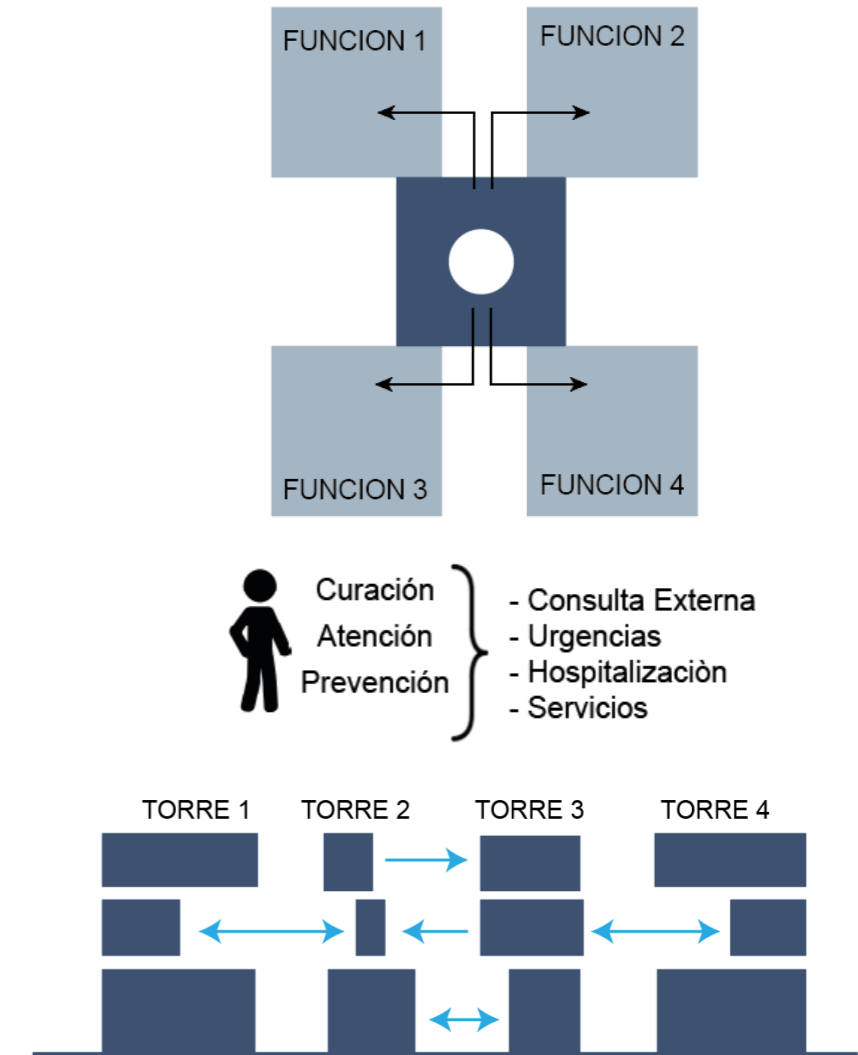 FUNCION 1
FUNCION 2
FUNCION 3
FUNCION 4
Curación
Atención
Prevención
- Consulta Externa
- Urgencias
- Hospitalizaciòn
- Servicios
TORRE 1 TORRE 2 TORRE 3 TORRE 4